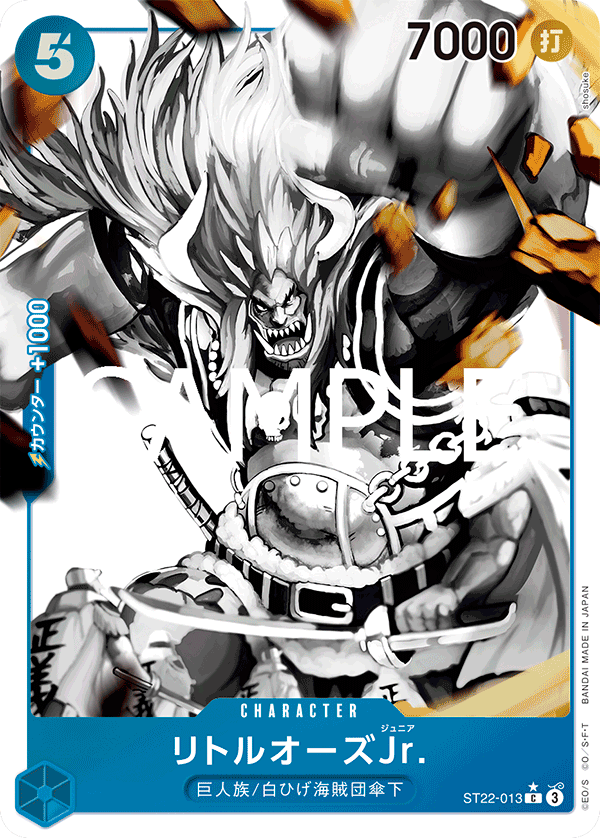 5
7000
打
shosuke
カウンター +1000
SAMPLE
CHARACTER
ジュニア
リトルオーズJr.
巨人族/白ひげ海賊団傘下
ST22-013
C
3
©E.O/S ©O/S・F・T BANDAI MADE IN JAPAN